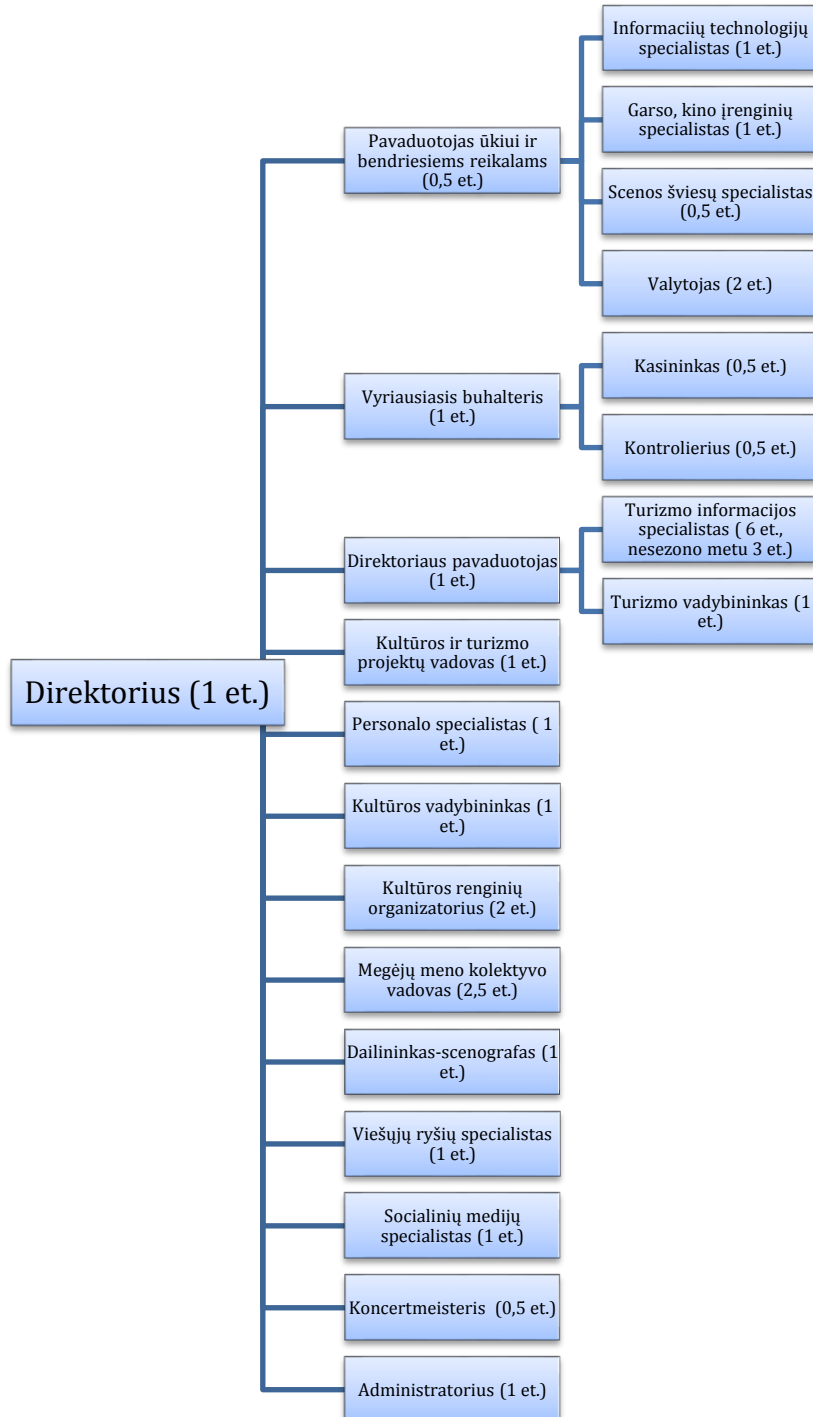 Direktorius (1 et.)
Pavaduotojas ūkiui ir
bendriesiems reikalams
(0,5 et.)
Informaciių technologijų
specialistas (1 et.)
Garso, kino įrenginių
specialistas (1 et.)
Scenos šviesų specialistas
(0,5 et.)
Valytojas (2 et.)
Vyriausiasis buhalteris
(1 et.)
Kasininkas (0,5 et.)
Kontrolierius (0,5 et.)
Direktoriaus pavaduotojas
(1 et.)
Turizmo informacijos
specialistas ( 6 et.,
nesezono metu 3 et.)
Turizmo vadybininkas (1
et.)
Kultūros ir turizmo
projektų vadovas (1 et.)
Personalo specialistas ( 1
et.)
Kultūros vadybininkas (1
et.)
Kultūros renginių
organizatorius (2 et.)
Megėjų meno kolektyvo
vadovas (2,5 et.)
Dailininkas-scenografas (1
et.)
Viešųjų ryšių specialistas
(1 et.)
Socialinių medijų
specialistas (1 et.)
Koncertmeisteris (0,5 et.)
Administratorius (1 et.)